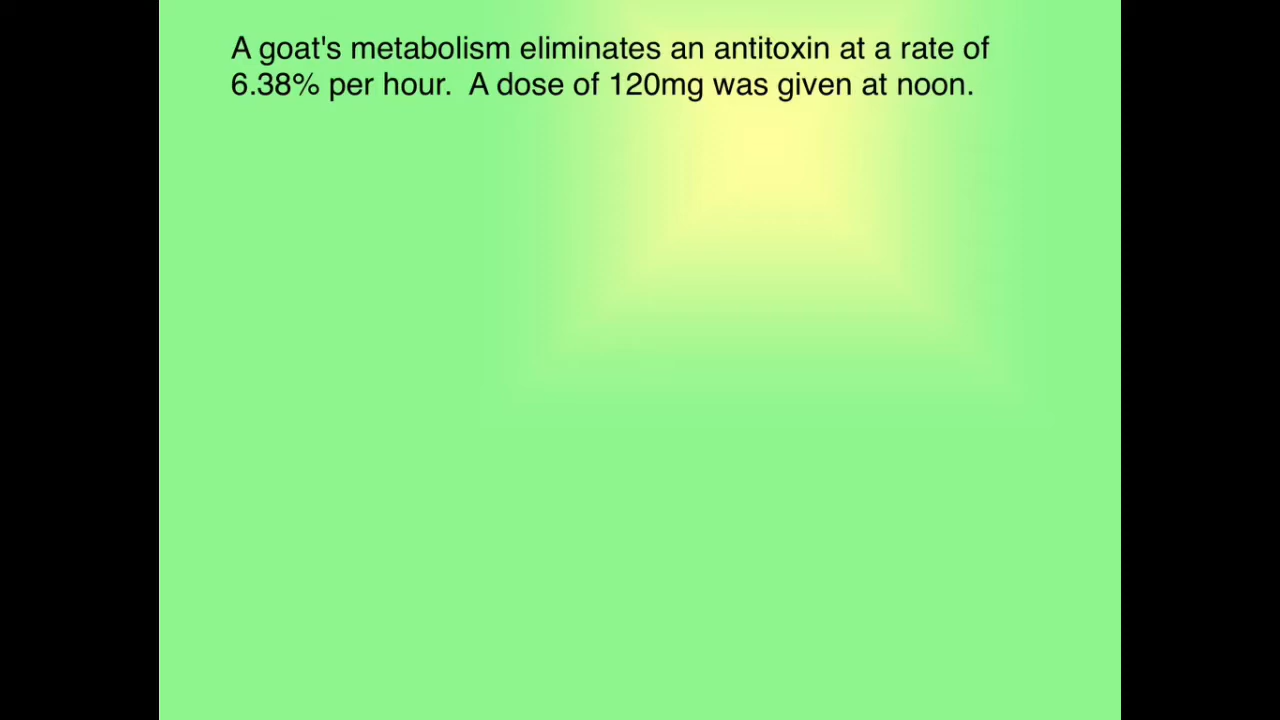 A goat's metabolism eliminates an antitoxin at a rate of
6.38% per hour.  A dose of 120mg was given at noon.